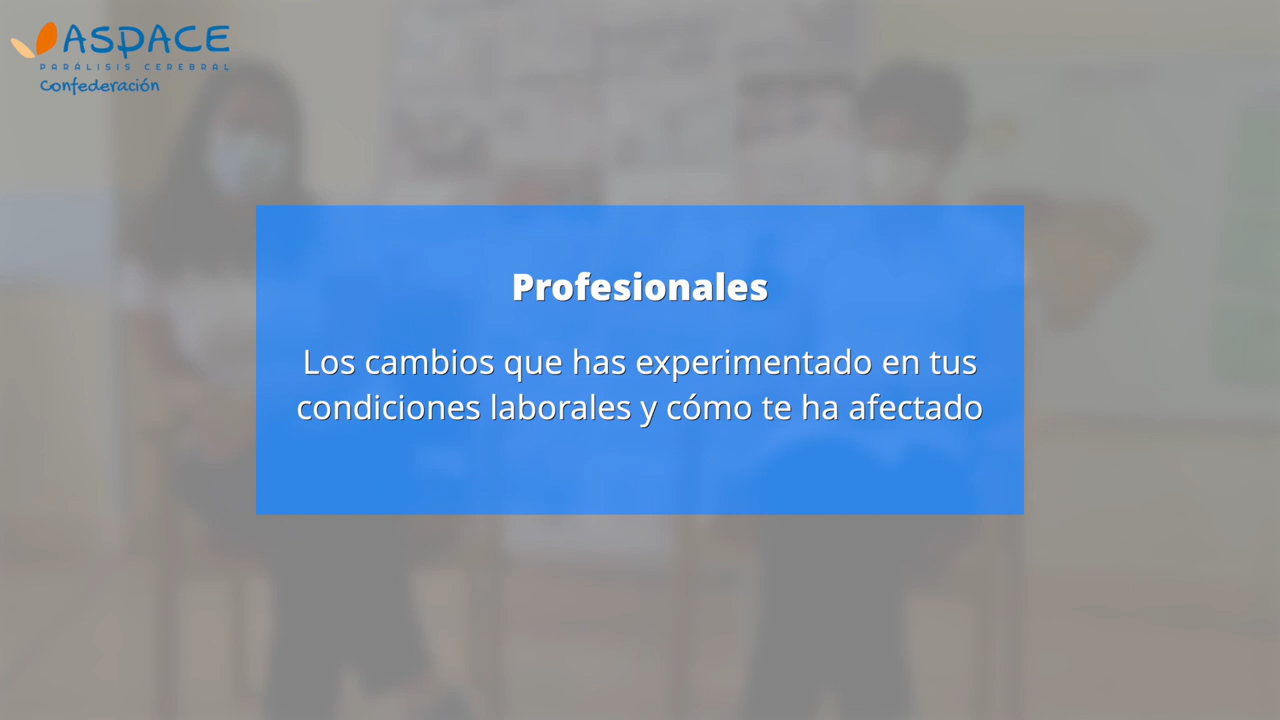 ASPACE
PARÁLISIS CEREBRAL
Confederación
Profesionales
Los cambios que has experimentado en tus
condiciones laborales y cómo te ha afectado